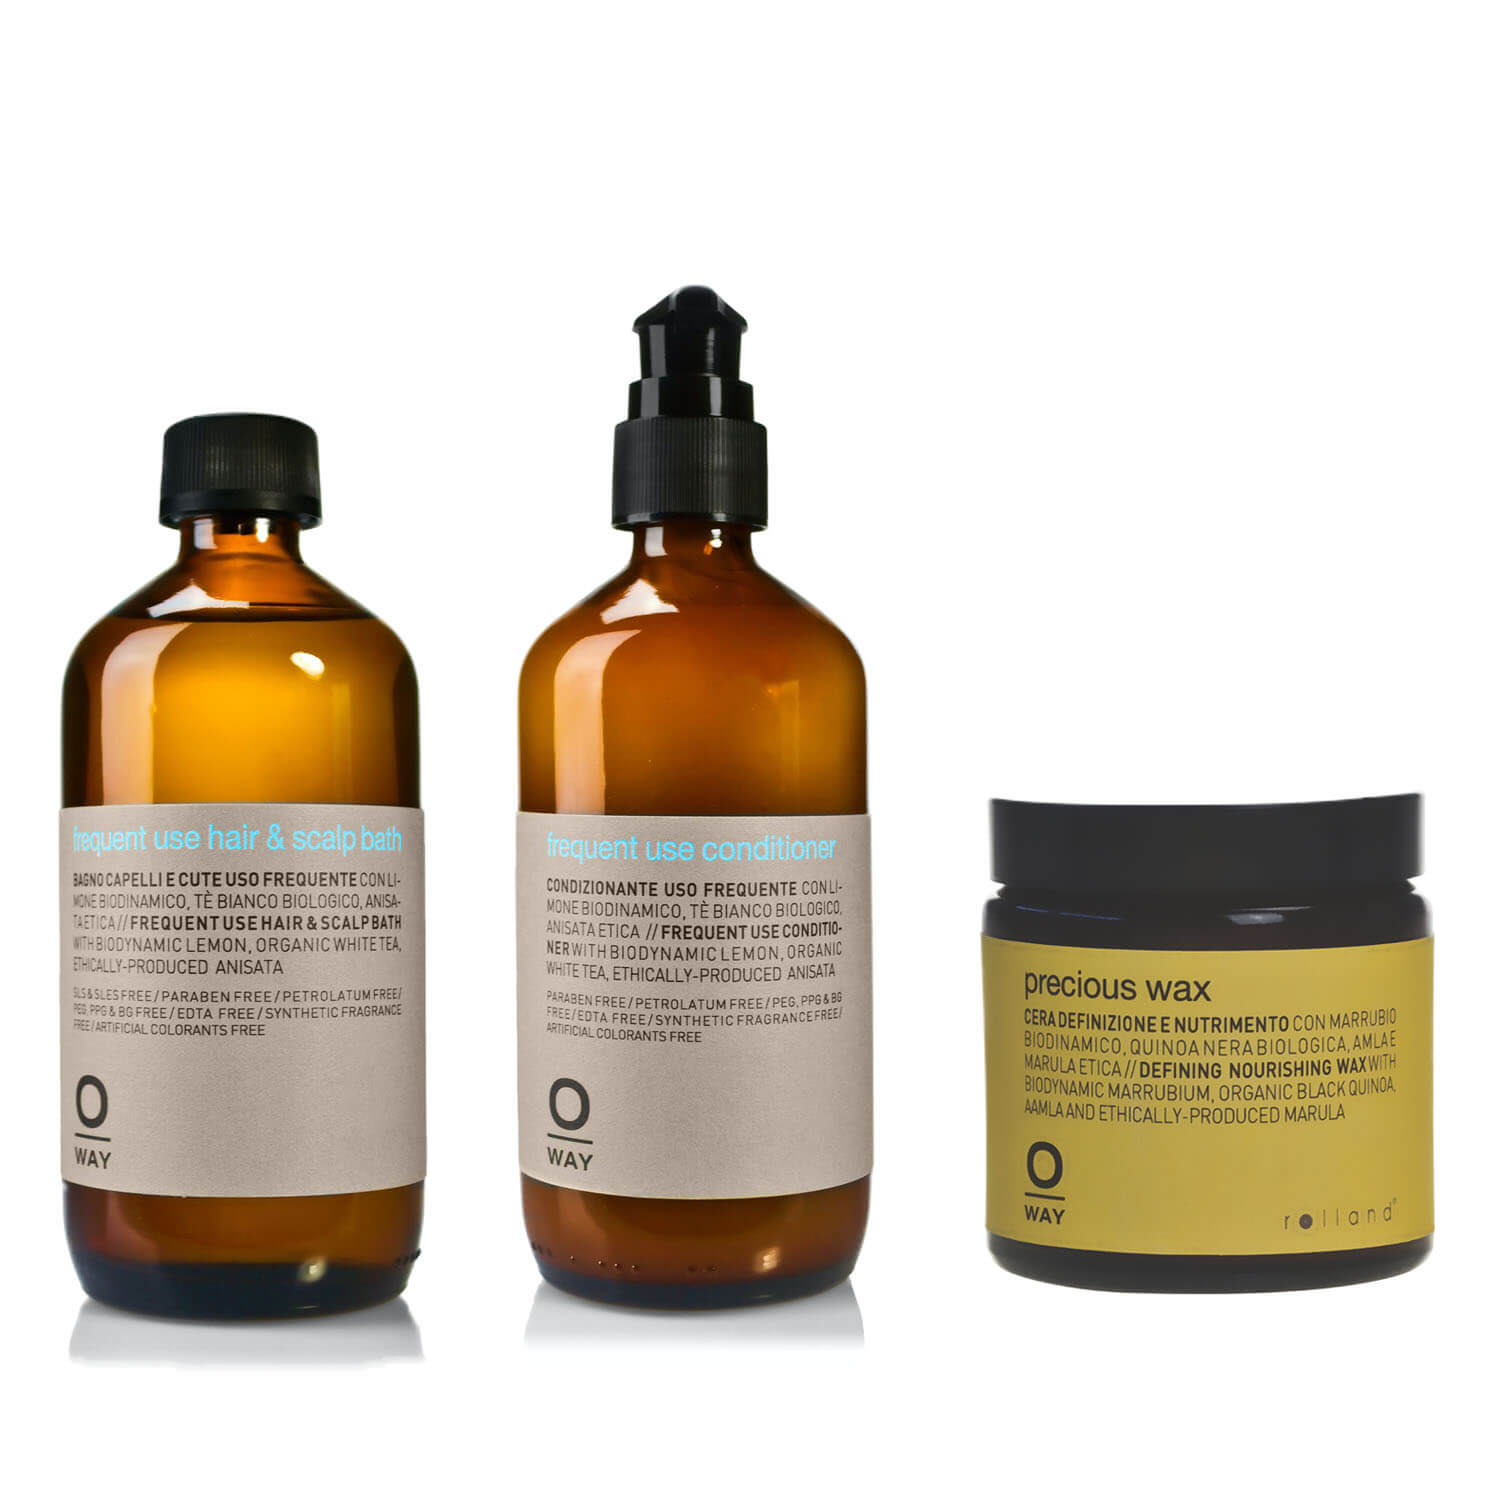 frequent use hair & scalp bath
BAGNO CAPELLI E CUTE USO FREQUENTE CON LI-
MONE BIODINAMICO, TÈ BIANCO BIOLOGICO, ANISA-
TA ETICA // FREQUENT USE HAIR & SCALP BATH
WITH BIODYNAMIC LEMON, ORGANIC WHITE TEA,
ETHICALLY-PRODUCED ANISATA
SLS & SLES FREE / PARABEN FREE / PETROLATUM FREE /
PEG, PPG & BG FREE / EDTA FREE / SYNTHETIC FRAGRANCE
FREE / ARTIFICIAL COLORANTS FREE
O
WAY
frequent use conditioner
CONDIZIONANTE USO FREQUENTE CON LI-
MONE BIODINAMICO, TÈ BIANCO BIOLOGICO,
ANISATA ETICA // FREQUENT USE CONDITIO-
NER WITH BIODYNAMIC LEMON, ORGANIC
WHITE TEA, ETHICALLY-PRODUCED ANISATA
PARABEN FREE / PETROLATUM FREE / PEG, PPG & BG
FREE / EDTA FREE / SYNTHETIC FRAGRANCE FREE /
ARTIFICIAL COLORANTS FREE
O
WAY
precious wax
CERA DEFINIZIONE E NUTRIMENTO CON MARRUBIO
BIODINAMICO, QUINOA NERA BIOLOGICA, AMLA E
MARULA ETICA // DEFINING NOURISHING WAX WITH
BIODYNAMIC MARRUBIUM, ORGANIC BLACK QUINOA,
AAMLA AND ETHICALLY-PRODUCED MARULA
O
WAY
rolland®